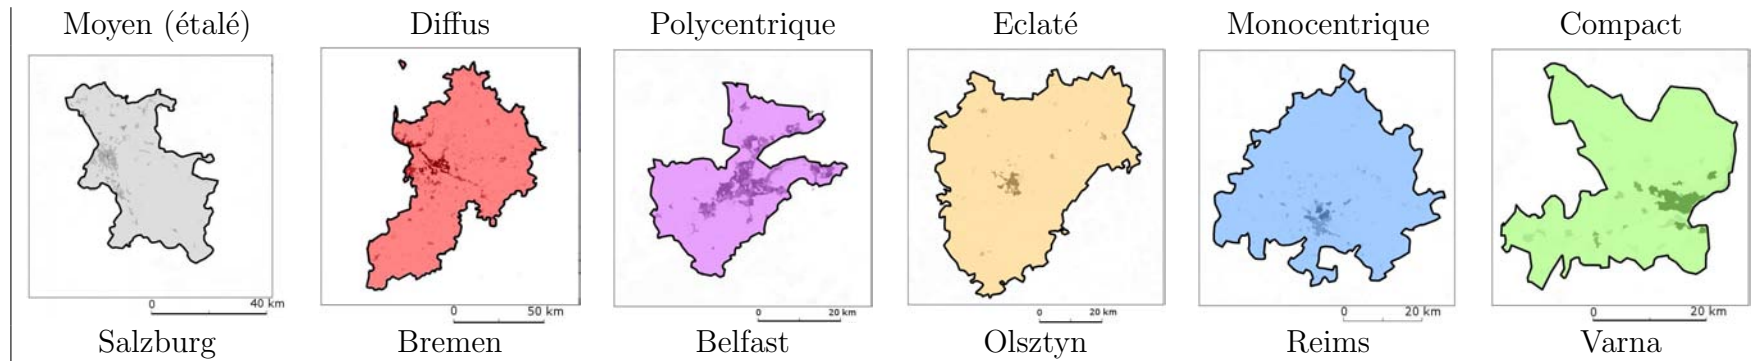 Moyen (étalé) Diffus Polycentrique Eclaté Monocentrique Compact
0 40 km 0 50 km 0 20 km 0 20 km 0 20 km 0 20 km
Salzburg Bremen Belfast Olsztyn Reims Varna